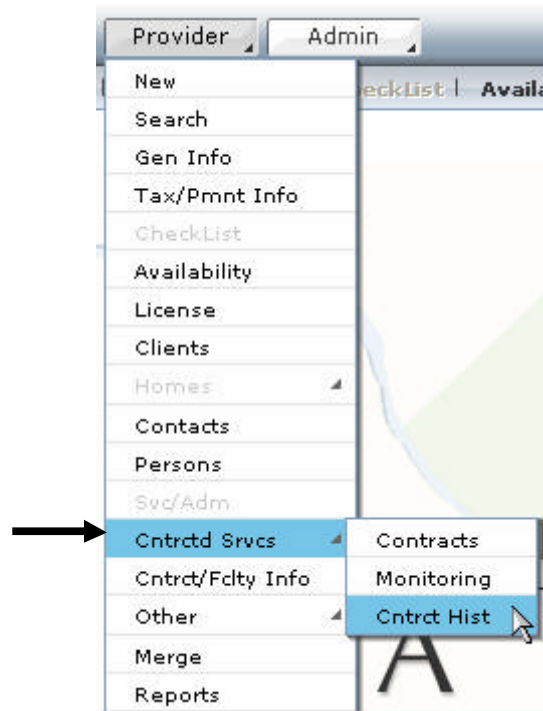 Provider Admin
New
eckList | Availa
Search
Gen Info
Tax/Pmnt Info
CheckList
Availability
License
Clients
Homes
Contacts
Persons
Svc/Adm
Cntrctd Srvcs Contracts
Cntrct/Fclty Info Monitoring
Other Cntrct Hist
A
Merge
Reports